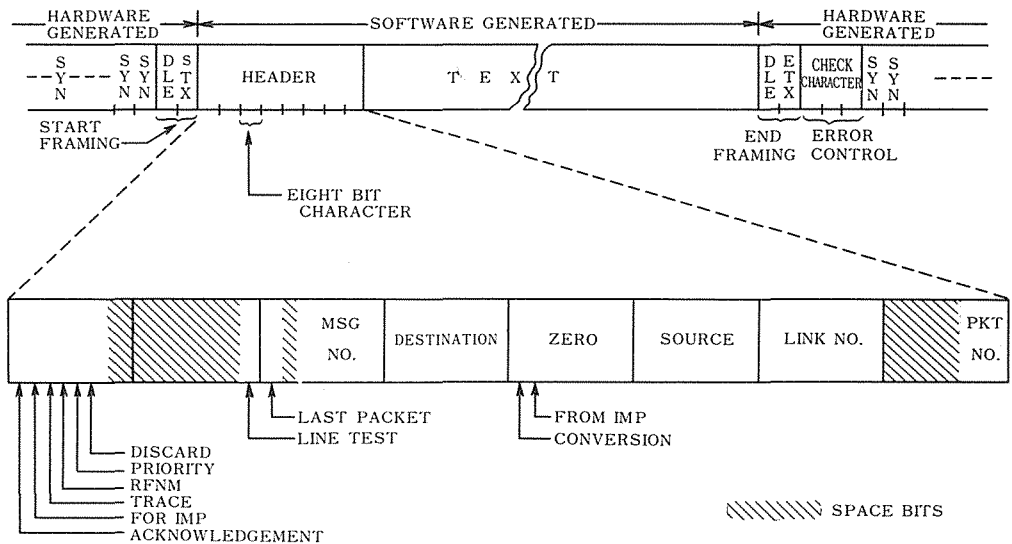 HARDWARE GENERATED
SOFTWARE GENERATED
HARDWARE GENERATED
SYN
SYN
SYN
DLE
STX
HEADER
TEXT
DLE
ETX
CHECK CHARACTER
SYN
SYN
START FRAMING
END FRAMING
ERROR CONTROL
EIGHT BIT
CHARACTER
MSG NO.
DESTINATION
ZERO
SOURCE
LINK NO.
PKT NO.
LAST PACKET
LINE TEST
FROM IMP
CONVERSION
DISCARD
PRIORITY
RFNM
TRACE
FOR IMP
ACKNOWLEDGEMENT
SPACE BITS